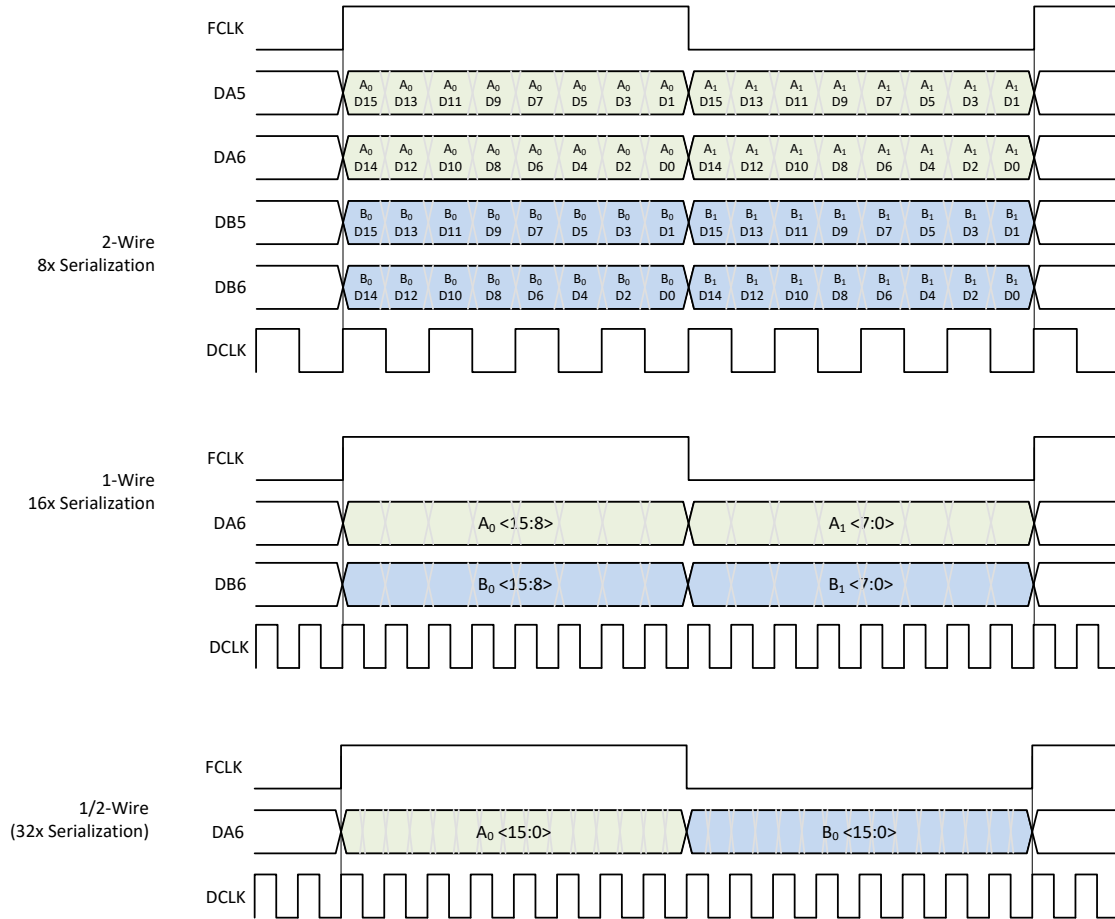 FCLK
DA5
A₀ A₀ A₀ A₀ A₀ A₀ A₀ A₀ A₁ A₁ A₁ A₁ A₁ A₁ A₁ A₁
D15 D13 D11 D9 D7 D5 D3 D1 D15 D13 D11 D9 D7 D5 D3 D1
DA6
A₀ A₀ A₀ A₀ A₀ A₀ A₀ A₀ A₁ A₁ A₁ A₁ A₁ A₁ A₁ A₁
D14 D12 D10 D8 D6 D4 D2 D0 D14 D12 D10 D8 D6 D4 D2 D0
2-Wire
8x Serialization
DB5
B₀ B₀ B₀ B₀ B₀ B₀ B₀ B₀ B₁ B₁ B₁ B₁ B₁ B₁ B₁ B₁
D15 D13 D11 D9 D7 D5 D3 D1 D15 D13 D11 D9 D7 D5 D3 D1
DB6
B₀ B₀ B₀ B₀ B₀ B₀ B₀ B₀ B₁ B₁ B₁ B₁ B₁ B₁ B₁ B₁
D14 D12 D10 D8 D6 D4 D2 D0 D14 D12 D10 D8 D6 D4 D2 D0
DCLK
FCLK
1-Wire
16x Serialization
DA6 A₀ <15:8> A₁ <7:0>
DB6 B₀ <15:8> B₁ <7:0>
DCLK
FCLK
1/2-Wire
(32x Serialization)
DA6 A₀ <15:0> B₀ <15:0>
DCLK